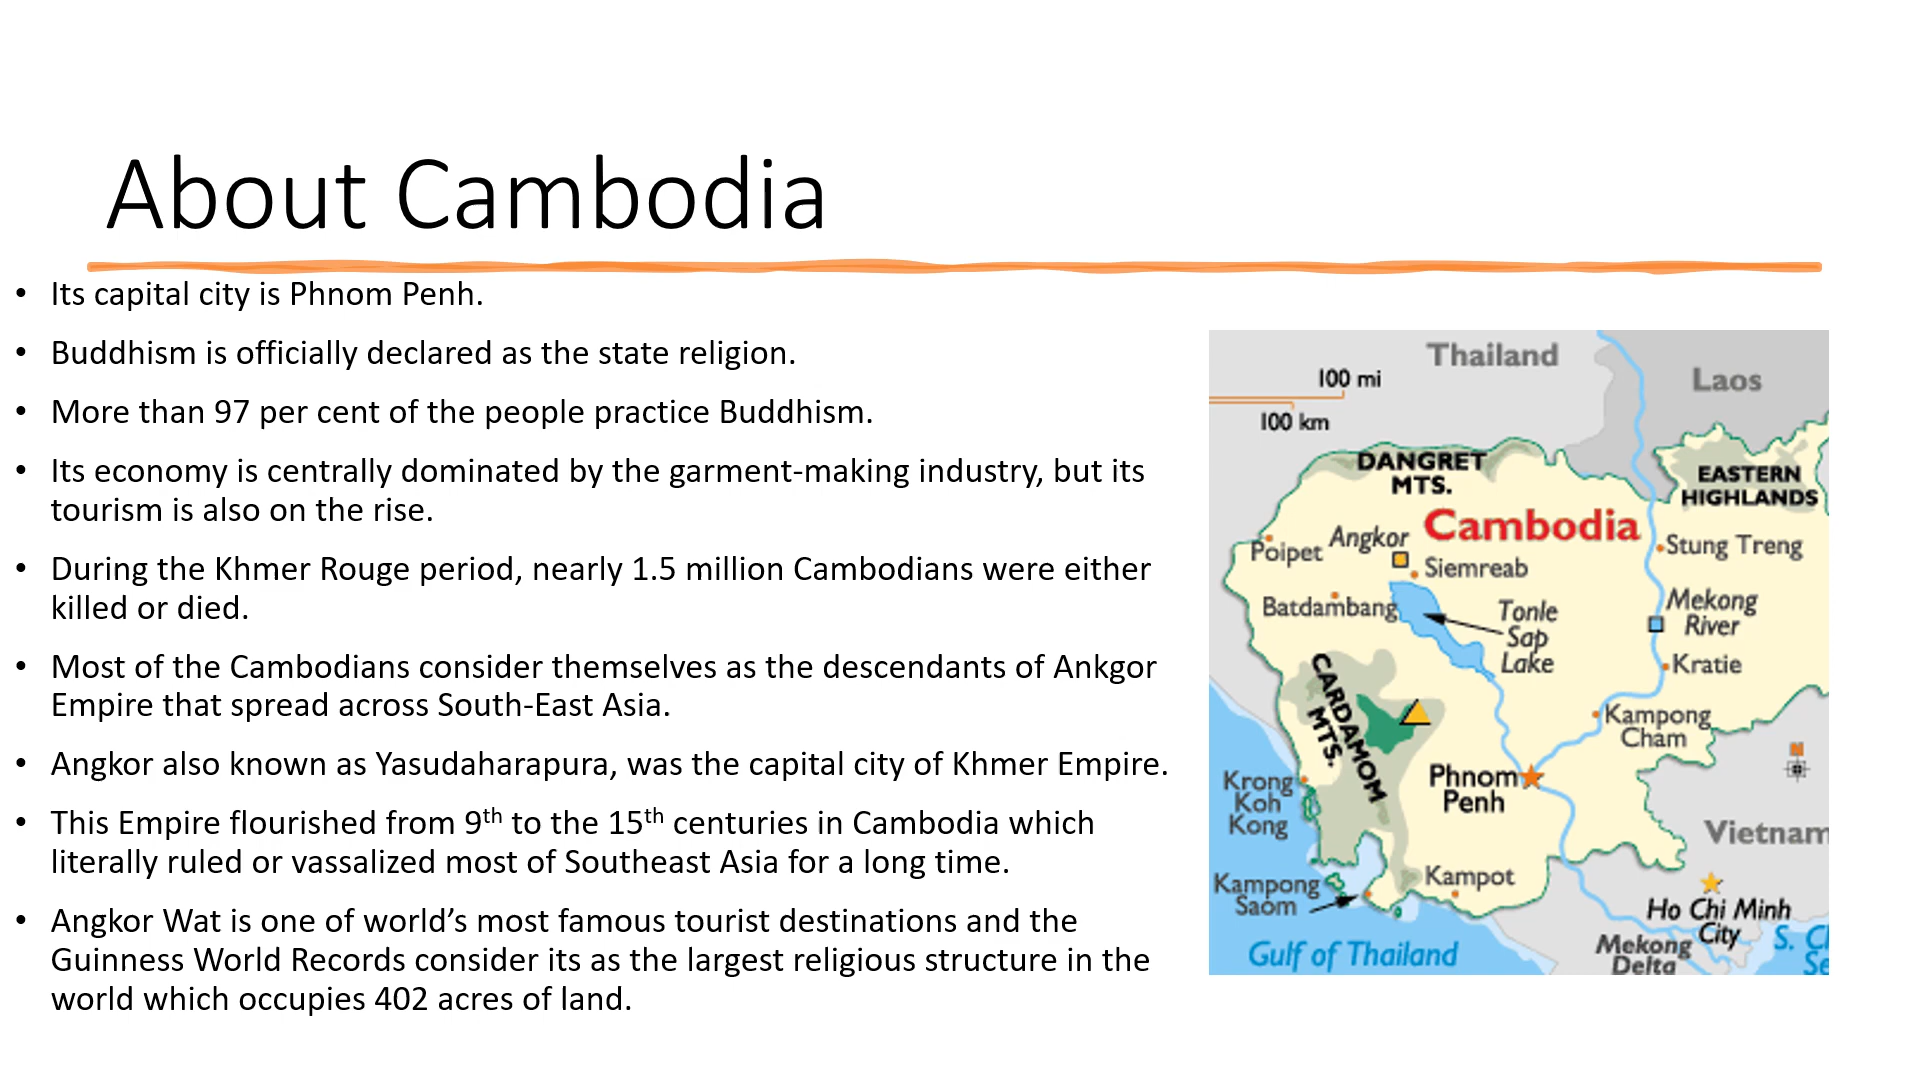 About Cambodia
• Its capital city is Phnom Penh.
• Buddhism is officially declared as the state religion.
• More than 97 per cent of the people practice Buddhism.
• Its economy is centrally dominated by the garment-making industry, but its
tourism is also on the rise.
• During the Khmer Rouge period, nearly 1.5 million Cambodians were either
killed or died.
• Most of the Cambodians consider themselves as the descendants of Ankgor
Empire that spread across South-East Asia.
• Angkor also known as Yasudaharapura, was the capital city of Khmer Empire.
• This Empire flourished from 9th to the 15th centuries in Cambodia which
literally ruled or vassalized most of Southeast Asia for a long time.
• Angkor Wat is one of world’s most famous tourist destinations and the
Guinness World Records consider its as the largest religious structure in the
world which occupies 402 acres of land.
Thailand
Laos
100 mi
100 km
DANGRET
MTS.
EASTERN
HIGHLANDS
Cambodia
Angkor
Poipet
Siemreab
Stung Treng
Batdambang
Tonle
Sap
Lake
Mekong
River
Kratie
CARDAMOM
MTS.
Kampong
Cham
Phnom
Penh
Krong
Koh
Kong
Vietnam
Kampong
Saom
Kampot
Ho Chi Minh
City
Mekong
Delta
Gulf of Thailand
S. C
Se